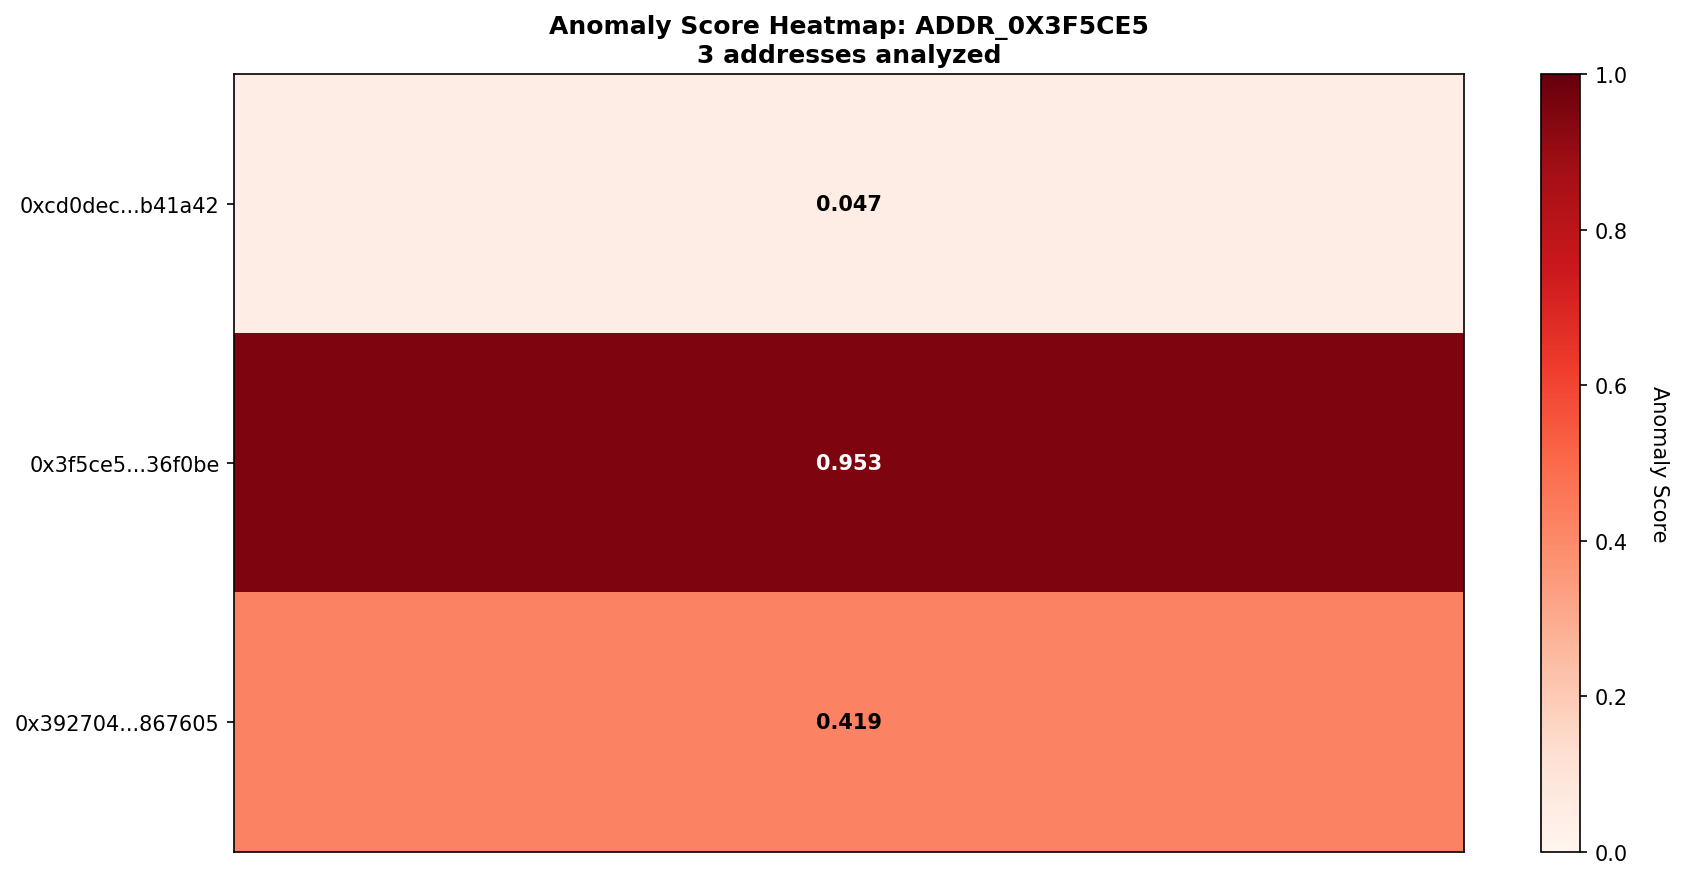 Anomaly Score Heatmap: ADDR_0X3F5CE5
3 addresses analyzed
0xcd0dec...b41a42
0.047
0x3f5ce5...36f0be
0.953
0x392704...867605
0.419
1.0
0.8
0.6
0.4
0.2
0.0
Anomaly Score